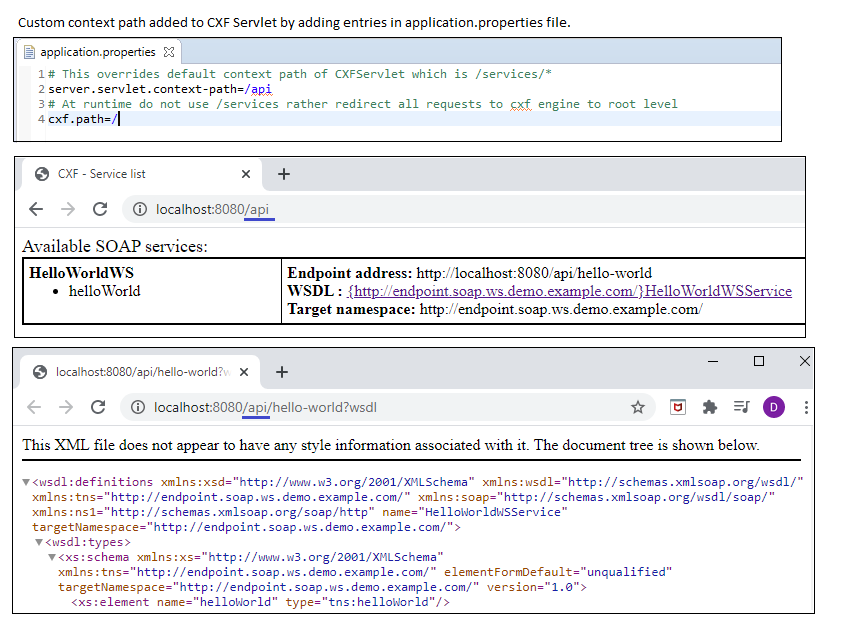 Custom context path added to CXF Servlet by adding entries in application.properties file.
application.properties
1 # This overrides default context path of CXFServlet which is /services/*
2 server.servlet.context-path=/api
3 # At runtime do not use /services rather redirect all requests to cxf engine to root level
4 cxf.path=/
CXF - Service list
localhost:8080/api
Available SOAP services:
HelloWorldWS
• helloWorld
Endpoint address: http://localhost:8080/api/hello-world
WSDL : {http://endpoint.soap.ws.demo.example.com/}HelloWorldWSService
Target namespace: http://endpoint.soap.ws.demo.example.com/
localhost:8080/api/hello-world?w
localhost:8080/api/hello-world?wsdl
D
This XML file does not appear to have any style information associated with it. The document tree is shown below.
▼<wsdl:definitions xmlns:xsd="http://www.w3.org/2001/XMLSchema" xmlns:wsdl="http://schemas.xmlsoap.org/wsdl/"
xmlns:tns="http://endpoint.soap.ws.demo.example.com/" xmlns:soap="http://schemas.xmlsoap.org/wsdl/soap/"
xmlns:ns1="http://schemas.xmlsoap.org/soap/http" name="HelloWorldWSService"
targetNamespace="http://endpoint.soap.ws.demo.example.com/">
▼<wsdl:types>
▼<xs:schema xmlns:xs="http://www.w3.org/2001/XMLSchema"
xmlns:tns="http://endpoint.soap.ws.demo.example.com/" elementFormDefault="unqualified"
targetNamespace="http://endpoint.soap.ws.demo.example.com/" version="1.0">
<xs:element name="helloWorld" type="tns:helloWorld"/>